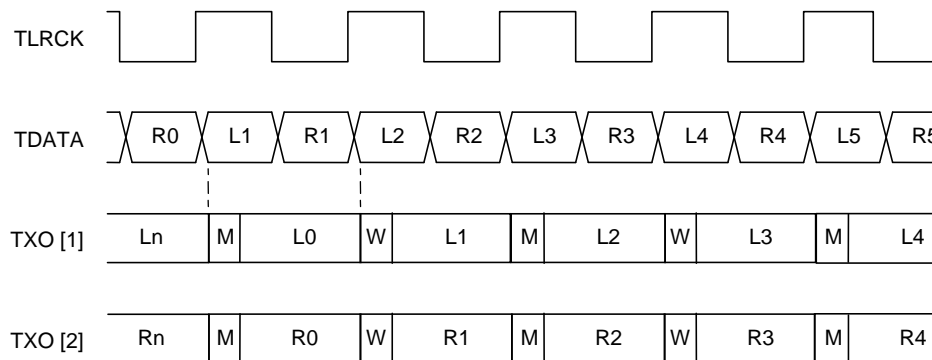 TLRCK
TDATA R0 L1 R1 L2 R2 L3 R3 L4 R4 L5 R5
TXO [1] Ln M L0 W L1 M L2 W L3 M L4
TXO [2] Rn M R0 W R1 M R2 W R3 M R4